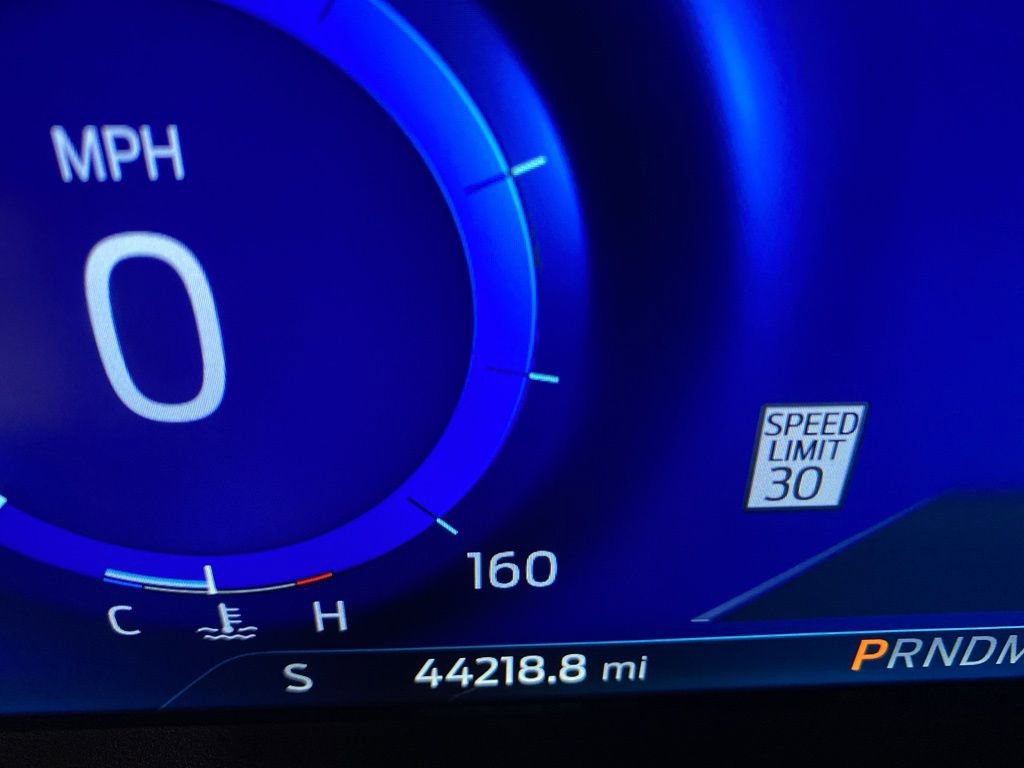 MPH
0
SPEED
LIMIT
30
160
C H
S 44218.8 mi PRNDM